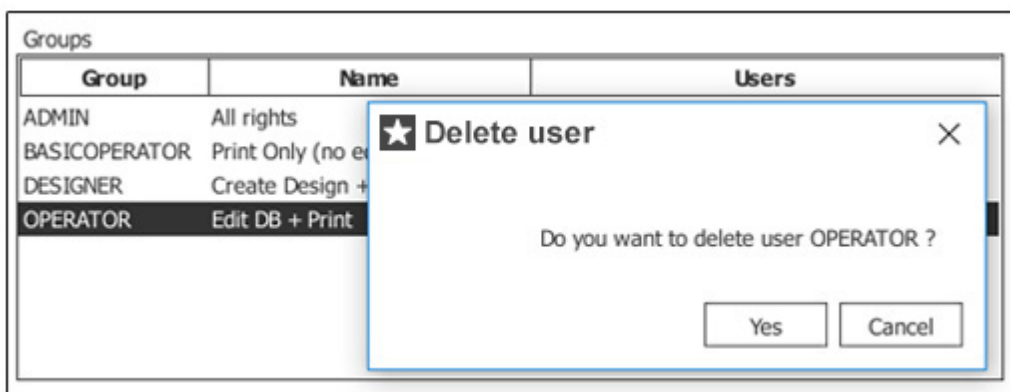 Groups
Group Name Users
ADMIN All rights
BASICOPERATOR Print Only (no
DESIGNER Create Design +
OPERATOR Edit DB + Print
Delete user
Do you want to delete user OPERATOR ?
Yes Cancel